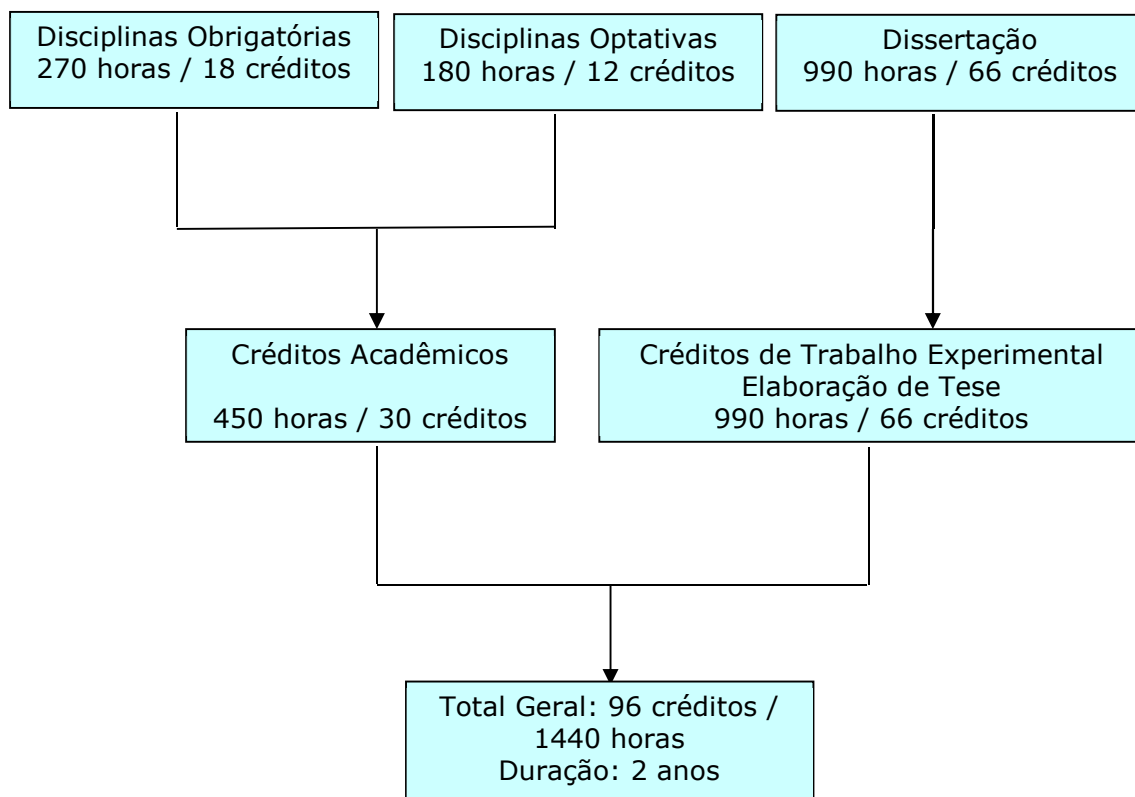 Disciplinas Obrigatórias
270 horas / 18 créditos
Disciplinas Optativas
180 horas / 12 créditos
Dissertação
990 horas / 66 créditos
Créditos Acadêmicos
450 horas / 30 créditos
Créditos de Trabalho Experimental
Elaboração de Tese
990 horas / 66 créditos
Total Geral: 96 créditos /
1440 horas
Duração: 2 anos